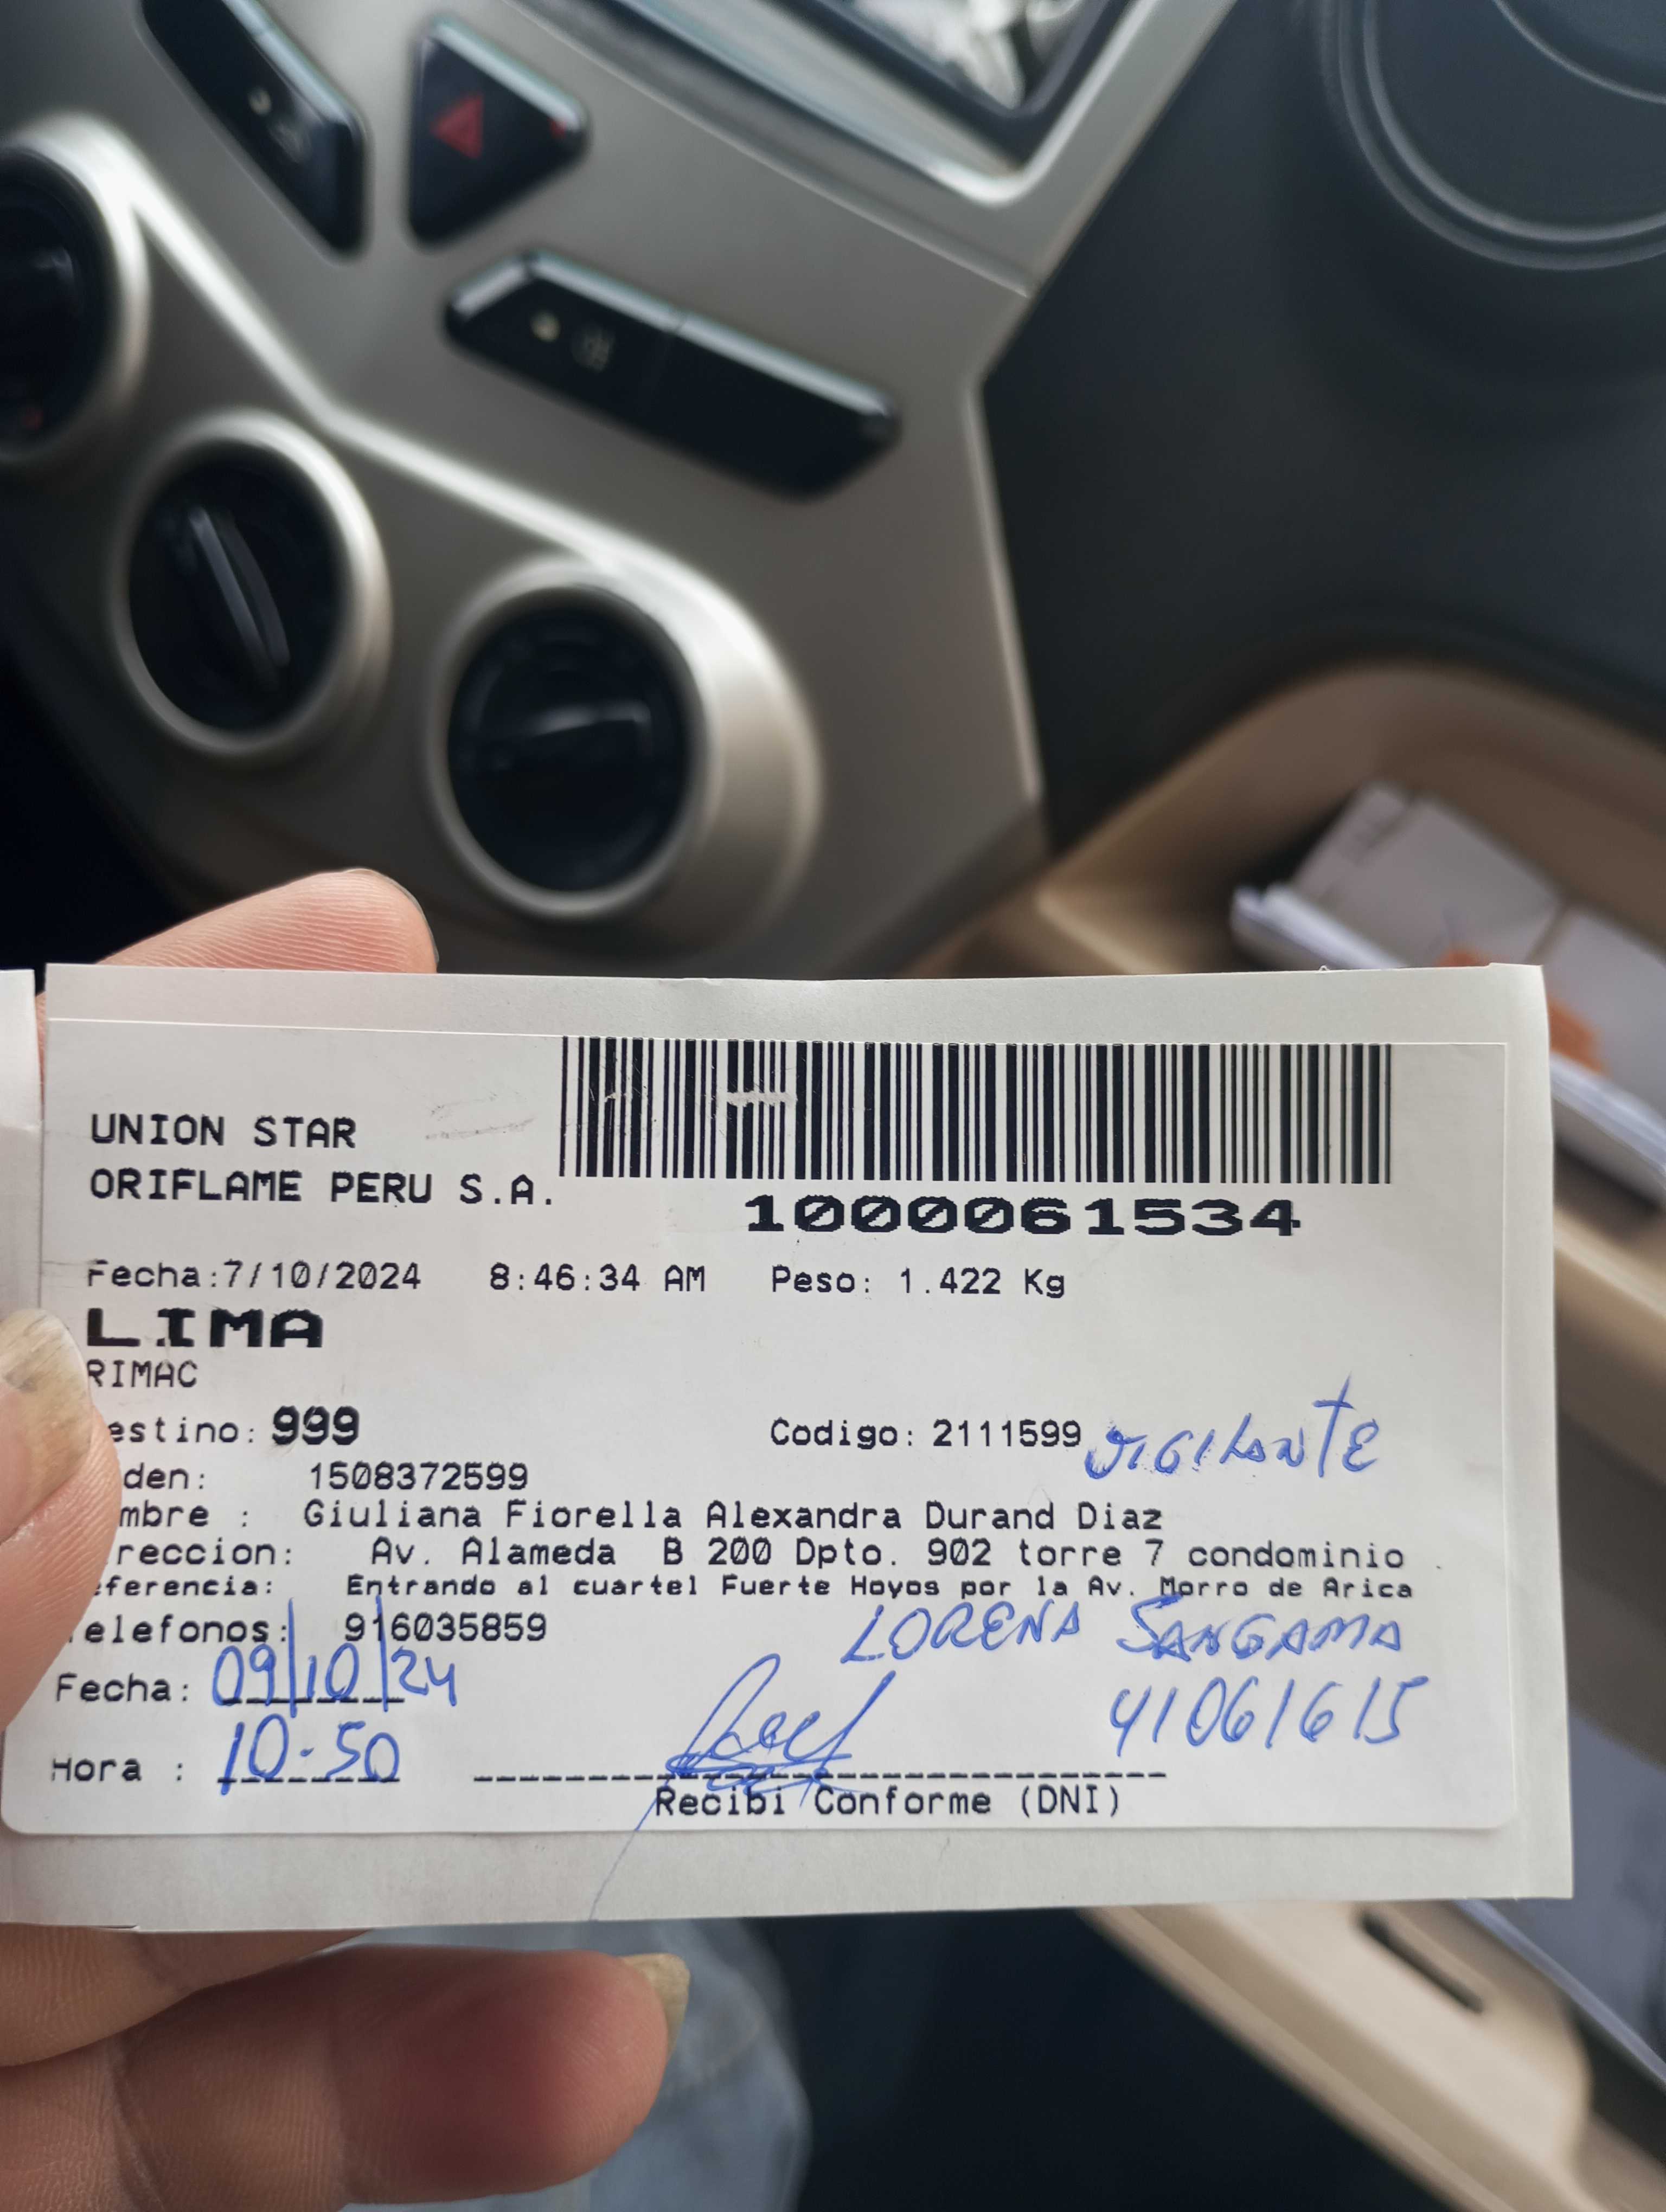 UNION STAR
ORIFLAME PERU S.A.
1000061534
Fecha:7/10/2024 8:46:34 AM Peso: 1.422 Kg
LIMA
RIMAC
estino: 999 Codigo: 2111599 VIGILANTE
den: 1508372599
mbre : Giuliana Fiorella Alexandra Durand Diaz
reccion: Av. Alameda B 200 Dpto. 902 torre 7 condominio
eferencia: Entrando al cuartel Fuerte Hoyos por la Av. Morro de Arica
elefonos: 916035859 LORENA SANGAMA
Fecha: 09/10/24 41061615
Hora : 10-50
Recibi Conforme (DNI)